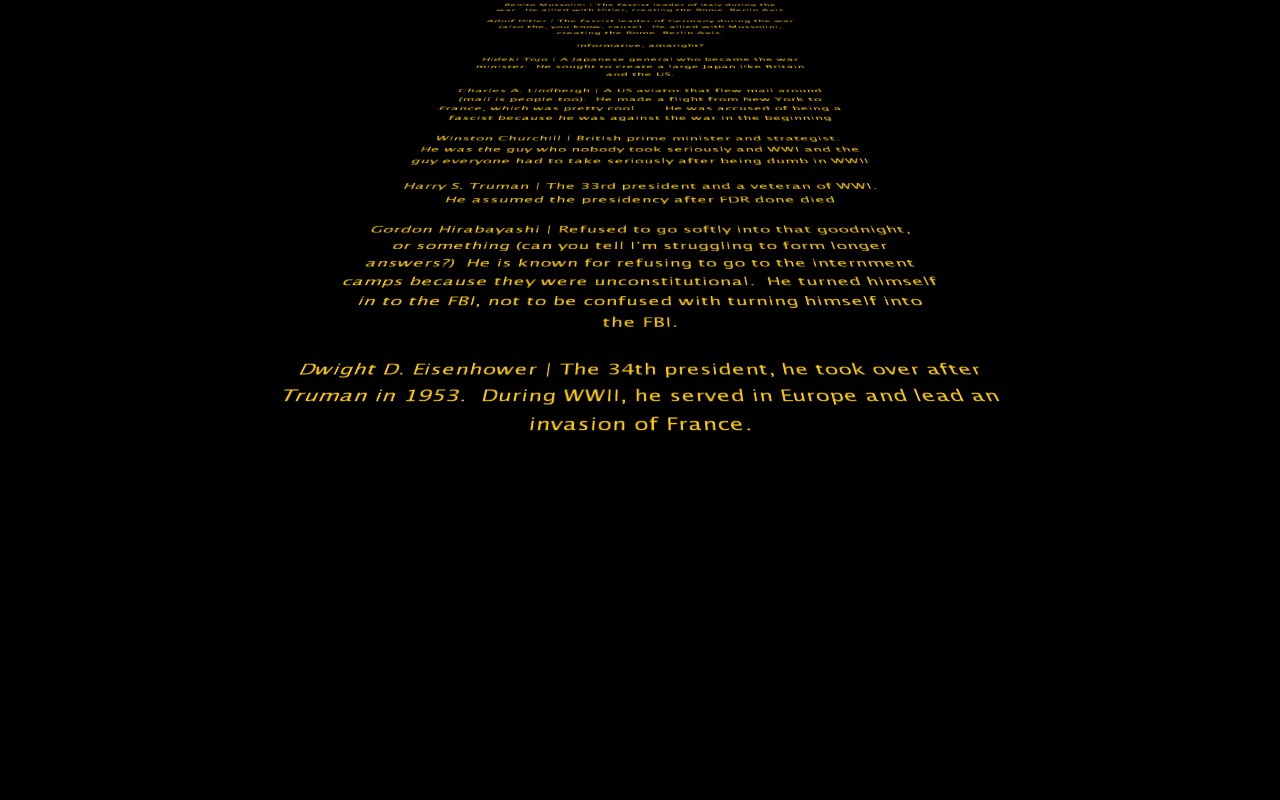 Benito Mussolini | The fascist leader of Italy during the
war. He allied with Hitler, creating the Rome Berlin Axis
Adolf Hitler | The fascist leader of Germany during the war
(also the, you know, cause). He allied with Mussolini,
creating the Rome Berlin Axis.
informative, amaright?
Hideki Tojo | A Japanese general who became the war
minister. He sought to create a large Japan like Britain
and the US.
Charles A. Lindbergh | A US aviator that flew mail around
(mail is people too). He made a flight from New York to
France, which was pretty cool .... He was accused of being a
fascist because he was against the war in the beginning
Winston Churchill | British prime minister and strategist.
He was the guy who nobody took seriously and WWI and the
guy everyone had to take seriously after being dumb in WWII
Harry S. Truman | The 33rd president and a veteran of WWI.
He assumed the presidency after FDR done died
Gordon Hirabayashi | Refused to go softly into that goodnight,
or something (can you tell I'm struggling to form longer
answers?) He is known for refusing to go to the internment
camps because they were unconstitutional. He turned himself
in to the FBI, not to be confused with turning himself into
the FBI.
Dwight D. Eisenhower | The 34th president, he took over after
Truman in 1953. During WWII, he served in Europe and lead an
invasion of France.